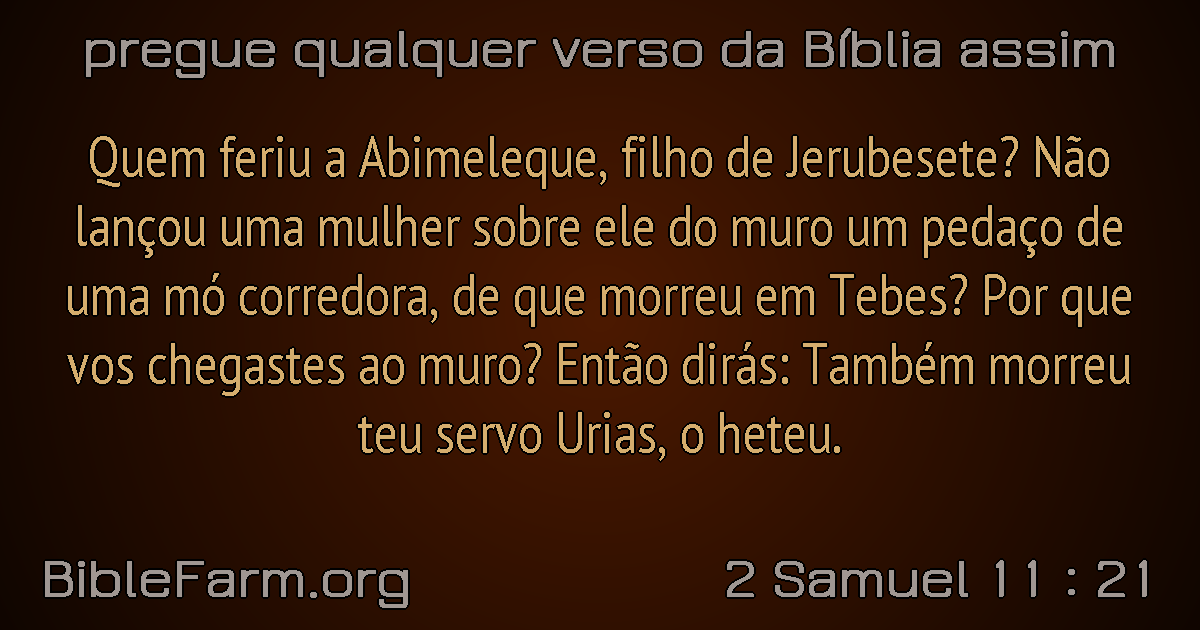 pregue qualquer verso da Bíblia assim
Quem feriu a Abimeleque, filho de Jerubesete? Não
lançou uma mulher sobre ele do muro um pedaço de
uma mó corredora, de que morreu em Tebes? Por que
vos chegastes ao muro? Então dirás: Também morreu
teu servo Urias, o heteu.
BibleFarm.org
2 Samuel 11 : 21